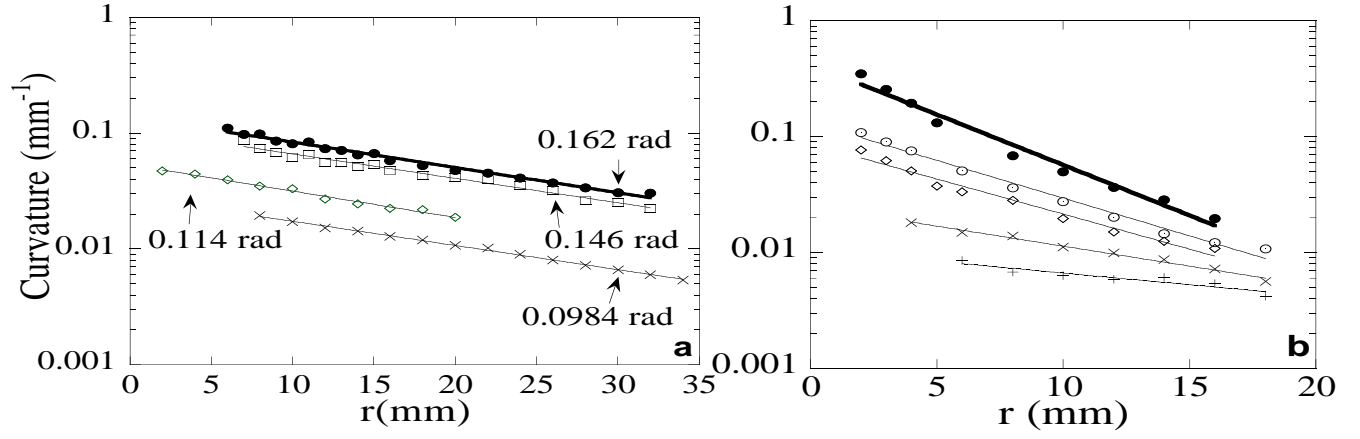 Curvature (mm-1)
1
0.1
0.01
0.001
0.162 rad
0.146 rad
0.114 rad
0.0984 rad
a
0 5 10 15 20 25 30 35
r(mm)
1
0.1
0.01
0.001
b
0 5 10 15 20
r (mm)